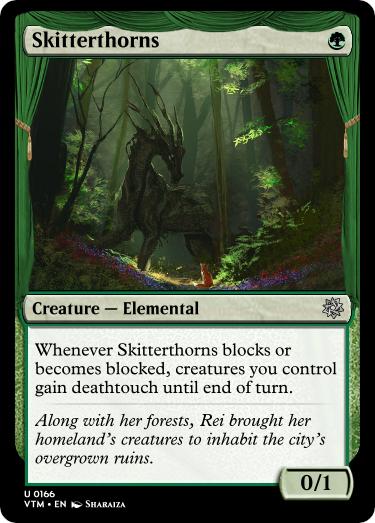 Skitterthorns
Creature — Elemental
Whenever Skitterthorns blocks or
becomes blocked, creatures you control
gain deathtouch until end of turn.
Along with her forests, Rei brought her
homeland's creatures to inhabit the city's
overgrown ruins.
0/1
U 0166
VTM • EN Sharaiza